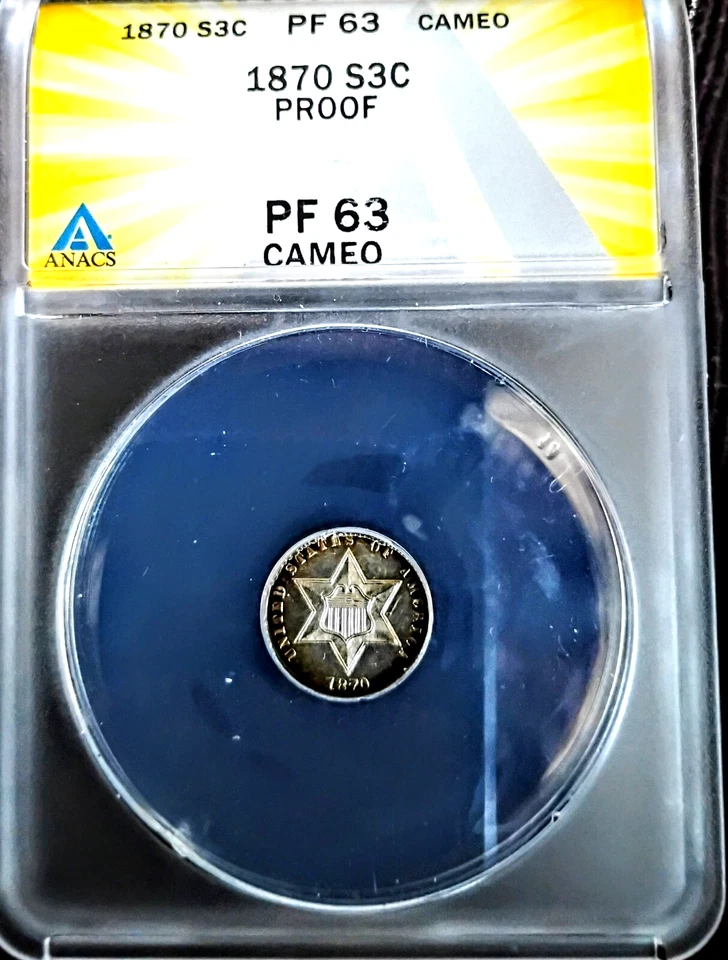 1870 S3C PF 63 CAMEO
1870 S3C
PROOF
PF 63
CAMEO
ANACS
UNITED STATES OF AMERICA
1870